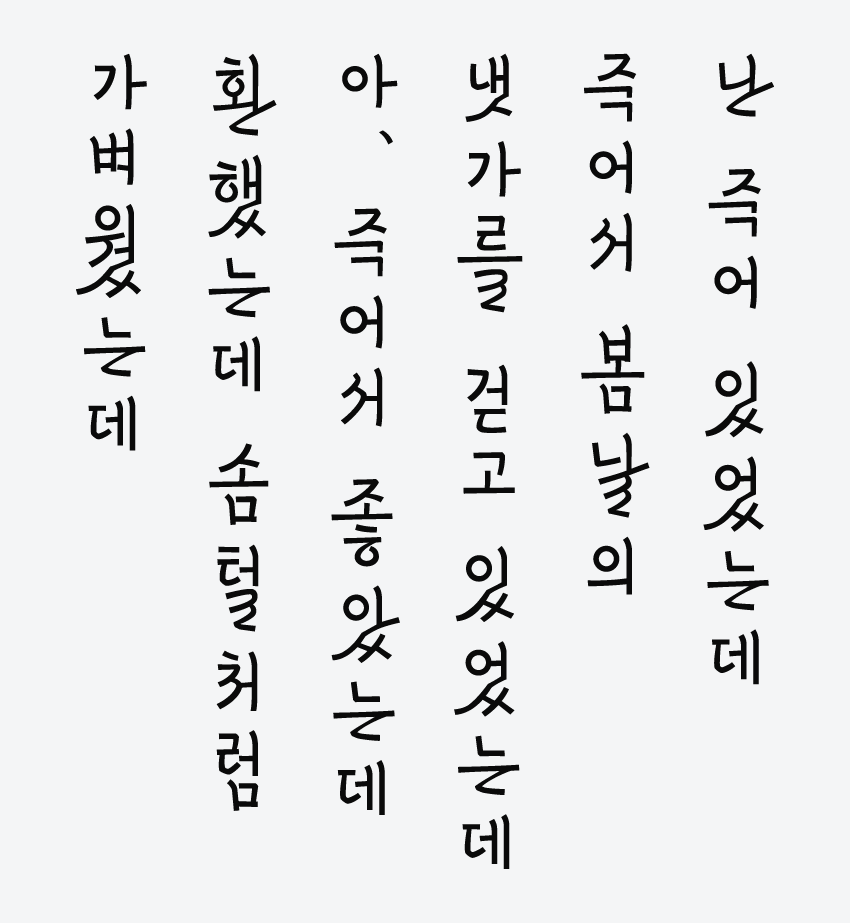 난 죽어 있었는데
죽어서 봄날의
냇가를 걷고 있었는데
아、 죽어서 좋았는데
환했는데 솜털처럼
가벼웠는데